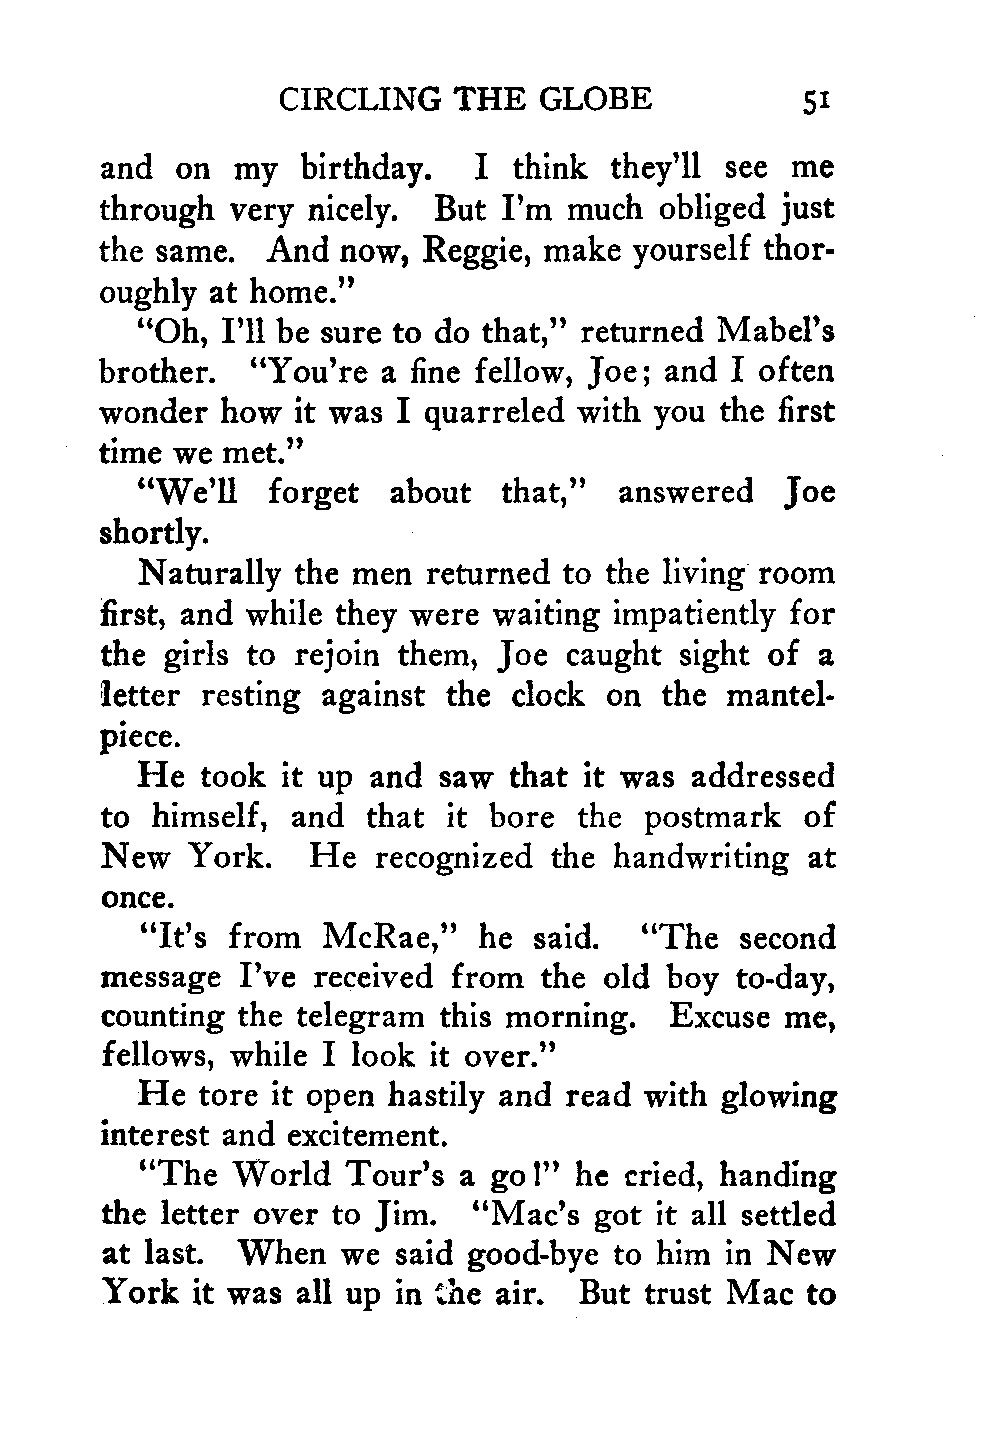 CIRCLING THE GLOBE 51
and on my birthday. I think they'll see me
through very nicely. But I'm much obliged just
the same. And now, Reggie, make yourself thor-
oughly at home."
"Oh, I'll be sure to do that," returned Mabel's
brother. "You're a fine fellow, Joe; and I often
wonder how it was I quarreled with you the first
time we met."
"We'll forget about that," answered Joe
shortly.
Naturally the men returned to the living room
first, and while they were waiting impatiently for
the girls to rejoin them, Joe caught sight of a
letter resting against the clock on the mantel-
piece.
He took it up and saw that it was addressed
to himself, and that it bore the postmark of
New York. He recognized the handwriting at
once.
"It's from McRae," he said. "The second
message I've received from the old boy to-day,
counting the telegram this morning. Excuse me,
fellows, while I look it over."
He tore it open hastily and read with glowing
interest and excitement.
"The World Tour's a go!" he cried, handing
the letter over to Jim. "Mac's got it all settled
at last. When we said good-bye to him in New
York it was all up in the air. But trust Mac to